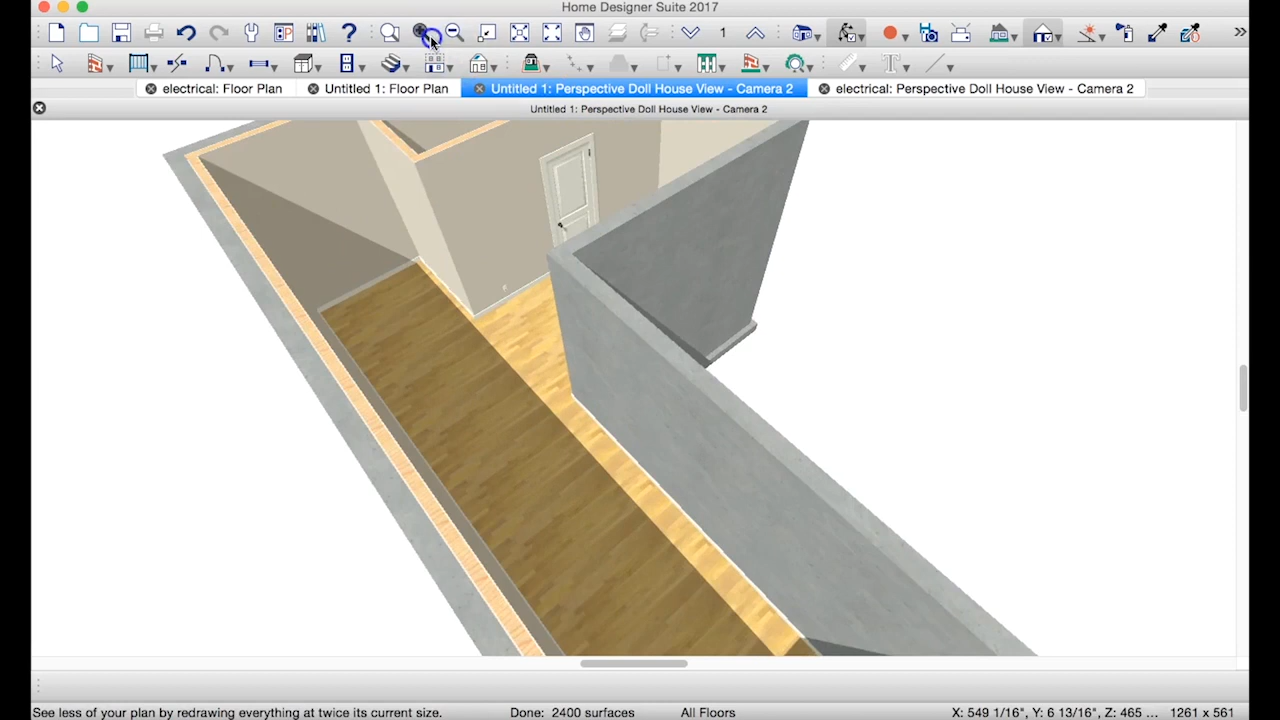 Home Designer Suite 2017
1
electrical: Floor Plan
Untitled 1: Floor Plan
Untitled 1: Perspective Doll House View - Camera 2
electrical: Perspective Doll House View - Camera 2
Untitled 1: Perspective Doll House View - Camera 2
See less of your plan by redrawing everything at twice its current size.
Done: 2400 surfaces
All Floors
X: 549 1/16", Y: 6 13/16", Z: 465 ...
1261 x 561